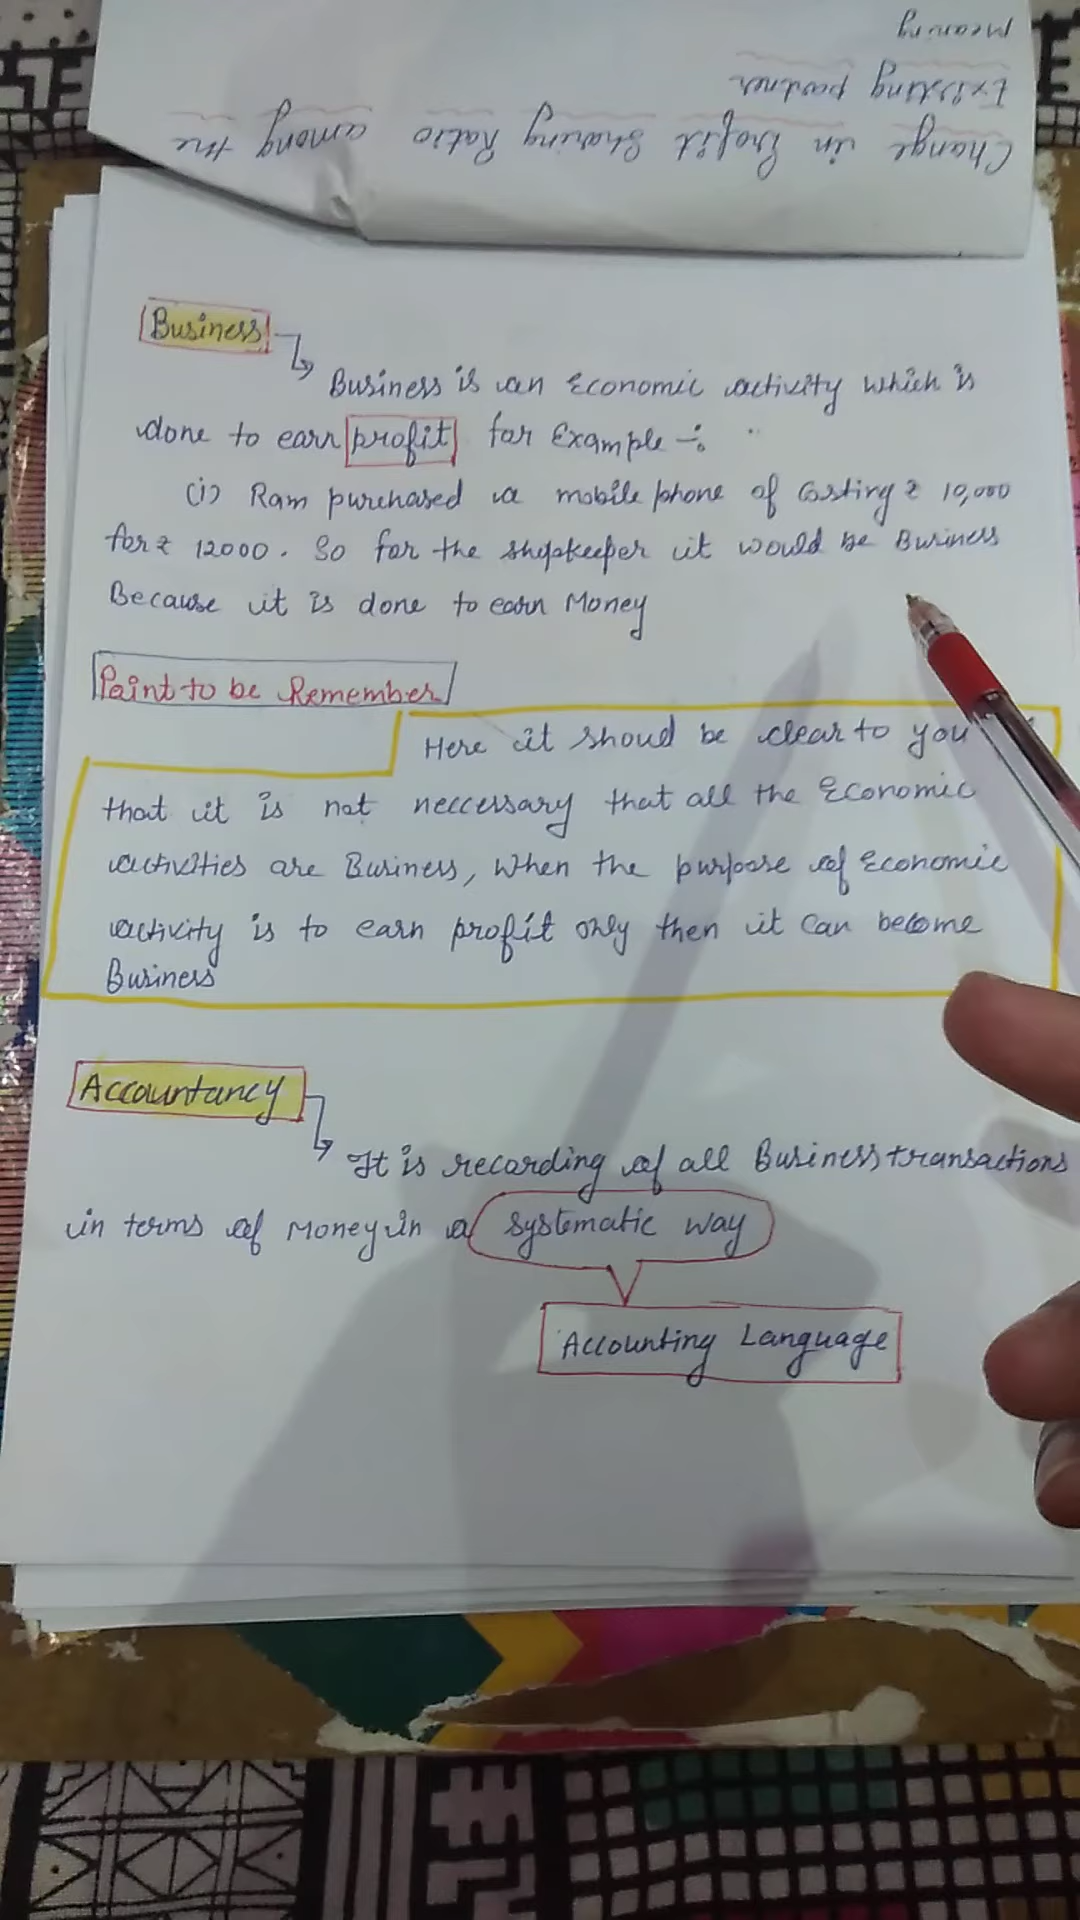 Change in Profit Sharing Ratio among the
Existing partner
Meaning
Business
Business is an Economic activity which is
done to earn profit for Example :-
(i) Ram purchased a mobile phone of Costing ₹ 10,000
for ₹ 12000. So for the shopkeeper it would be Business
Because it is done to earn Money
Point to be Remember
Here it shoud be clear to you
that it is not neccessary that all the Economic
activities are Business, When the purpose of Economic
activity is to earn profit only then it can become
Business
Accountancy
It is recording of all Business transactions
in terms of Money in a systematic way
Accounting Language